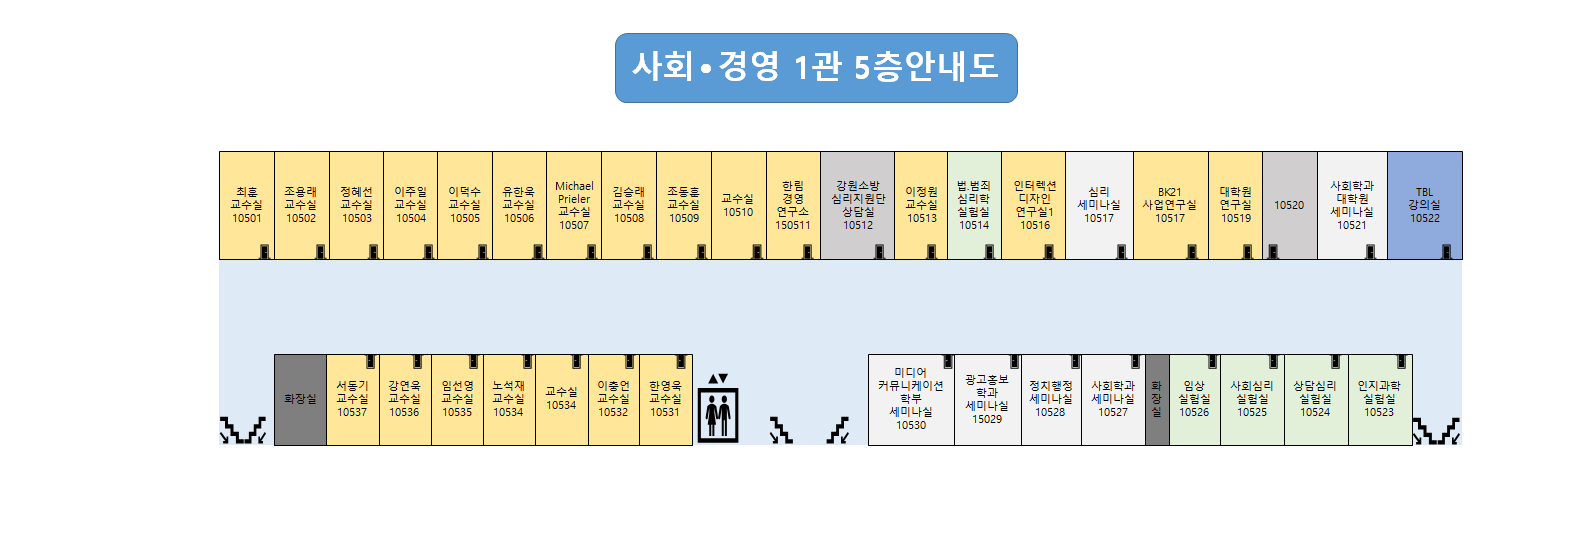 사회•경영 1관 5층안내도
최훈
교수실
10501
조용래
교수실
10502
정혜선
교수실
10503
이주일
교수실
10504
이덕수
교수실
10505
유한욱
교수실
10506
Michael
Prieler
교수실
10507
김승래
교수실
10508
조동훈
교수실
10509
교수실
10510
한림
경영
연구소
150511
강원소방
심리지원단
상담실
10512
이정원
교수실
10513
법.범죄
심리학
실험실
10514
인터렉션
디자인
연구실1
10516
심리
세미나실
10517
BK21
사업연구실
10517
대학원
연구실
10519
10520
사회학과
대학원
세미나실
10521
TBL
강의실
10522
화장실
서동기
교수실
10537
강연욱
교수실
10536
임선영
교수실
10535
노석재
교수실
10534
교수실
10534
이충언
교수실
10532
한영욱
교수실
10531
미디어
커뮤니케이션
학부
세미나실
10530
광고홍보
학과
세미나실
15029
정치행정
세미나실
10528
사회학과
세미나실
10527
화
장
실
임상
실험실
10526
사회심리
실험실
10525
상담심리
실험실
10524
인지과학
실험실
10523